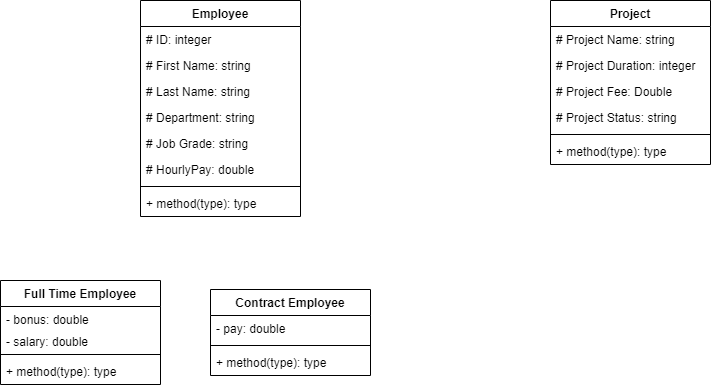 Employee
# ID: integer
# First Name: string
# Last Name: string
# Department: string
# Job Grade: string
# HourlyPay: double
+ method(type): type
Project
# Project Name: string
# Project Duration: integer
# Project Fee: Double
# Project Status: string
+ method(type): type
Full Time Employee
- bonus: double
- salary: double
+ method(type): type
Contract Employee
- pay: double
+ method(type): type